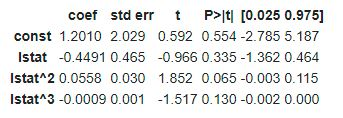 coef std err t P>|t| [0.025 0.975]
const 1.2010 2.029 0.592 0.554 -2.785 5.187
lstat -0.4491 0.465 -0.966 0.335 -1.362 0.464
lstat^2 0.0558 0.030 1.852 0.065 -0.003 0.115
lstat^3 -0.0009 0.001 -1.517 0.130 -0.002 0.000